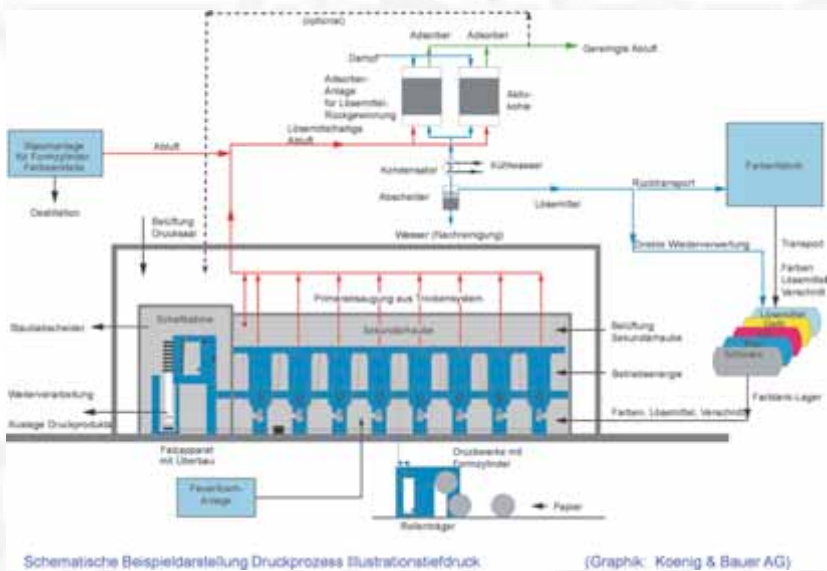 (optional)
Adsorber
Adsorber
Gereinigte Abluft
Dampf
Adsorber-
Anlage
für Lösemittel-
Rückgewinnung
Aktiv-
kohle
Waschanlage
für Formzylinder
Abluft
Lösemittelhaltige
Abluft
Kondensator
Kühlwasser
Abscheider
Rücktransport
Lösemittel
Farbenfabrik
Destillation
Belüftung
Drucksaal
Wasser (Nachreinigung)
Direkte Wiederverwertung
Transport
Farben
Lösemittel
Verschnitt
Primärabsaugung aus Trockensystem
Sekundärhaube
Staubabscheider
Belüftung
Sekundärhaube
Lösemittel
Gelb
Schwarz
Weiterverarbeitung
Betriebsenergie
Farbtank-Lager
Auslage Druckprodukte
Farben, Lösemittel, Verschnitt
Falzapparat
mit Überbau
Druckwerke mit
Formzylinder
Anlage
Papier
Rollenträger
Schematische Beispieldarstellung Druckprozess Illustrationstiefdruck
(Graphik: Koenig & Bauer AG)